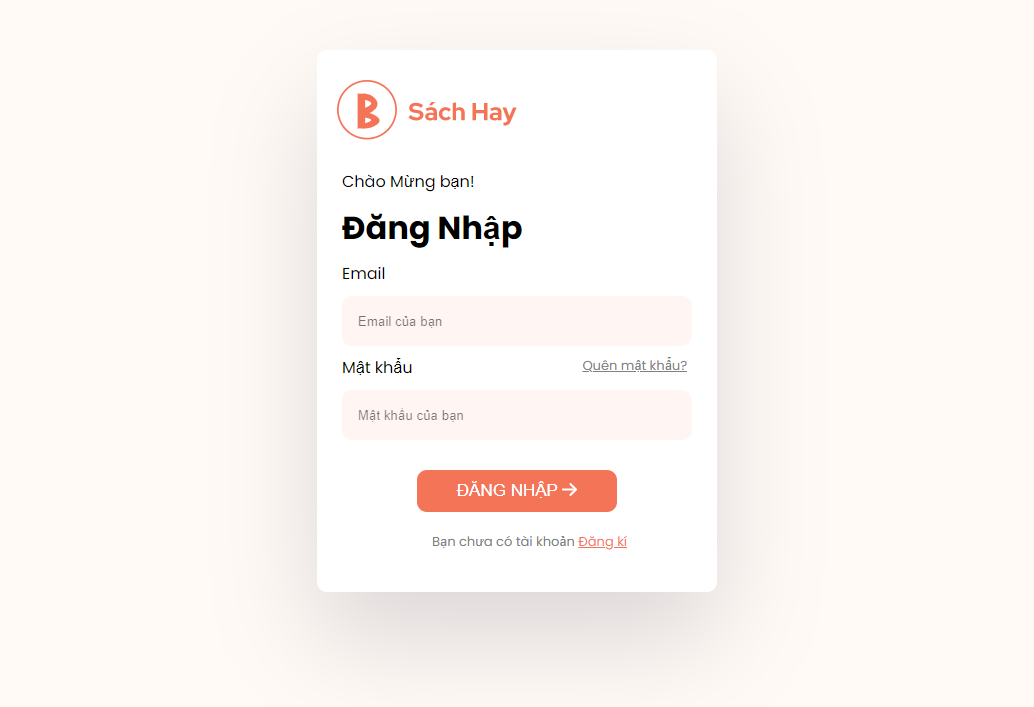 B Sách Hay
Chào Mừng bạn!
Đăng Nhập
Email
Email của bạn
Mật khẩu Quên mật khẩu?
Mật khẩu của bạn
ĐĂNG NHẬP →
Bạn chưa có tài khoản Đăng kí